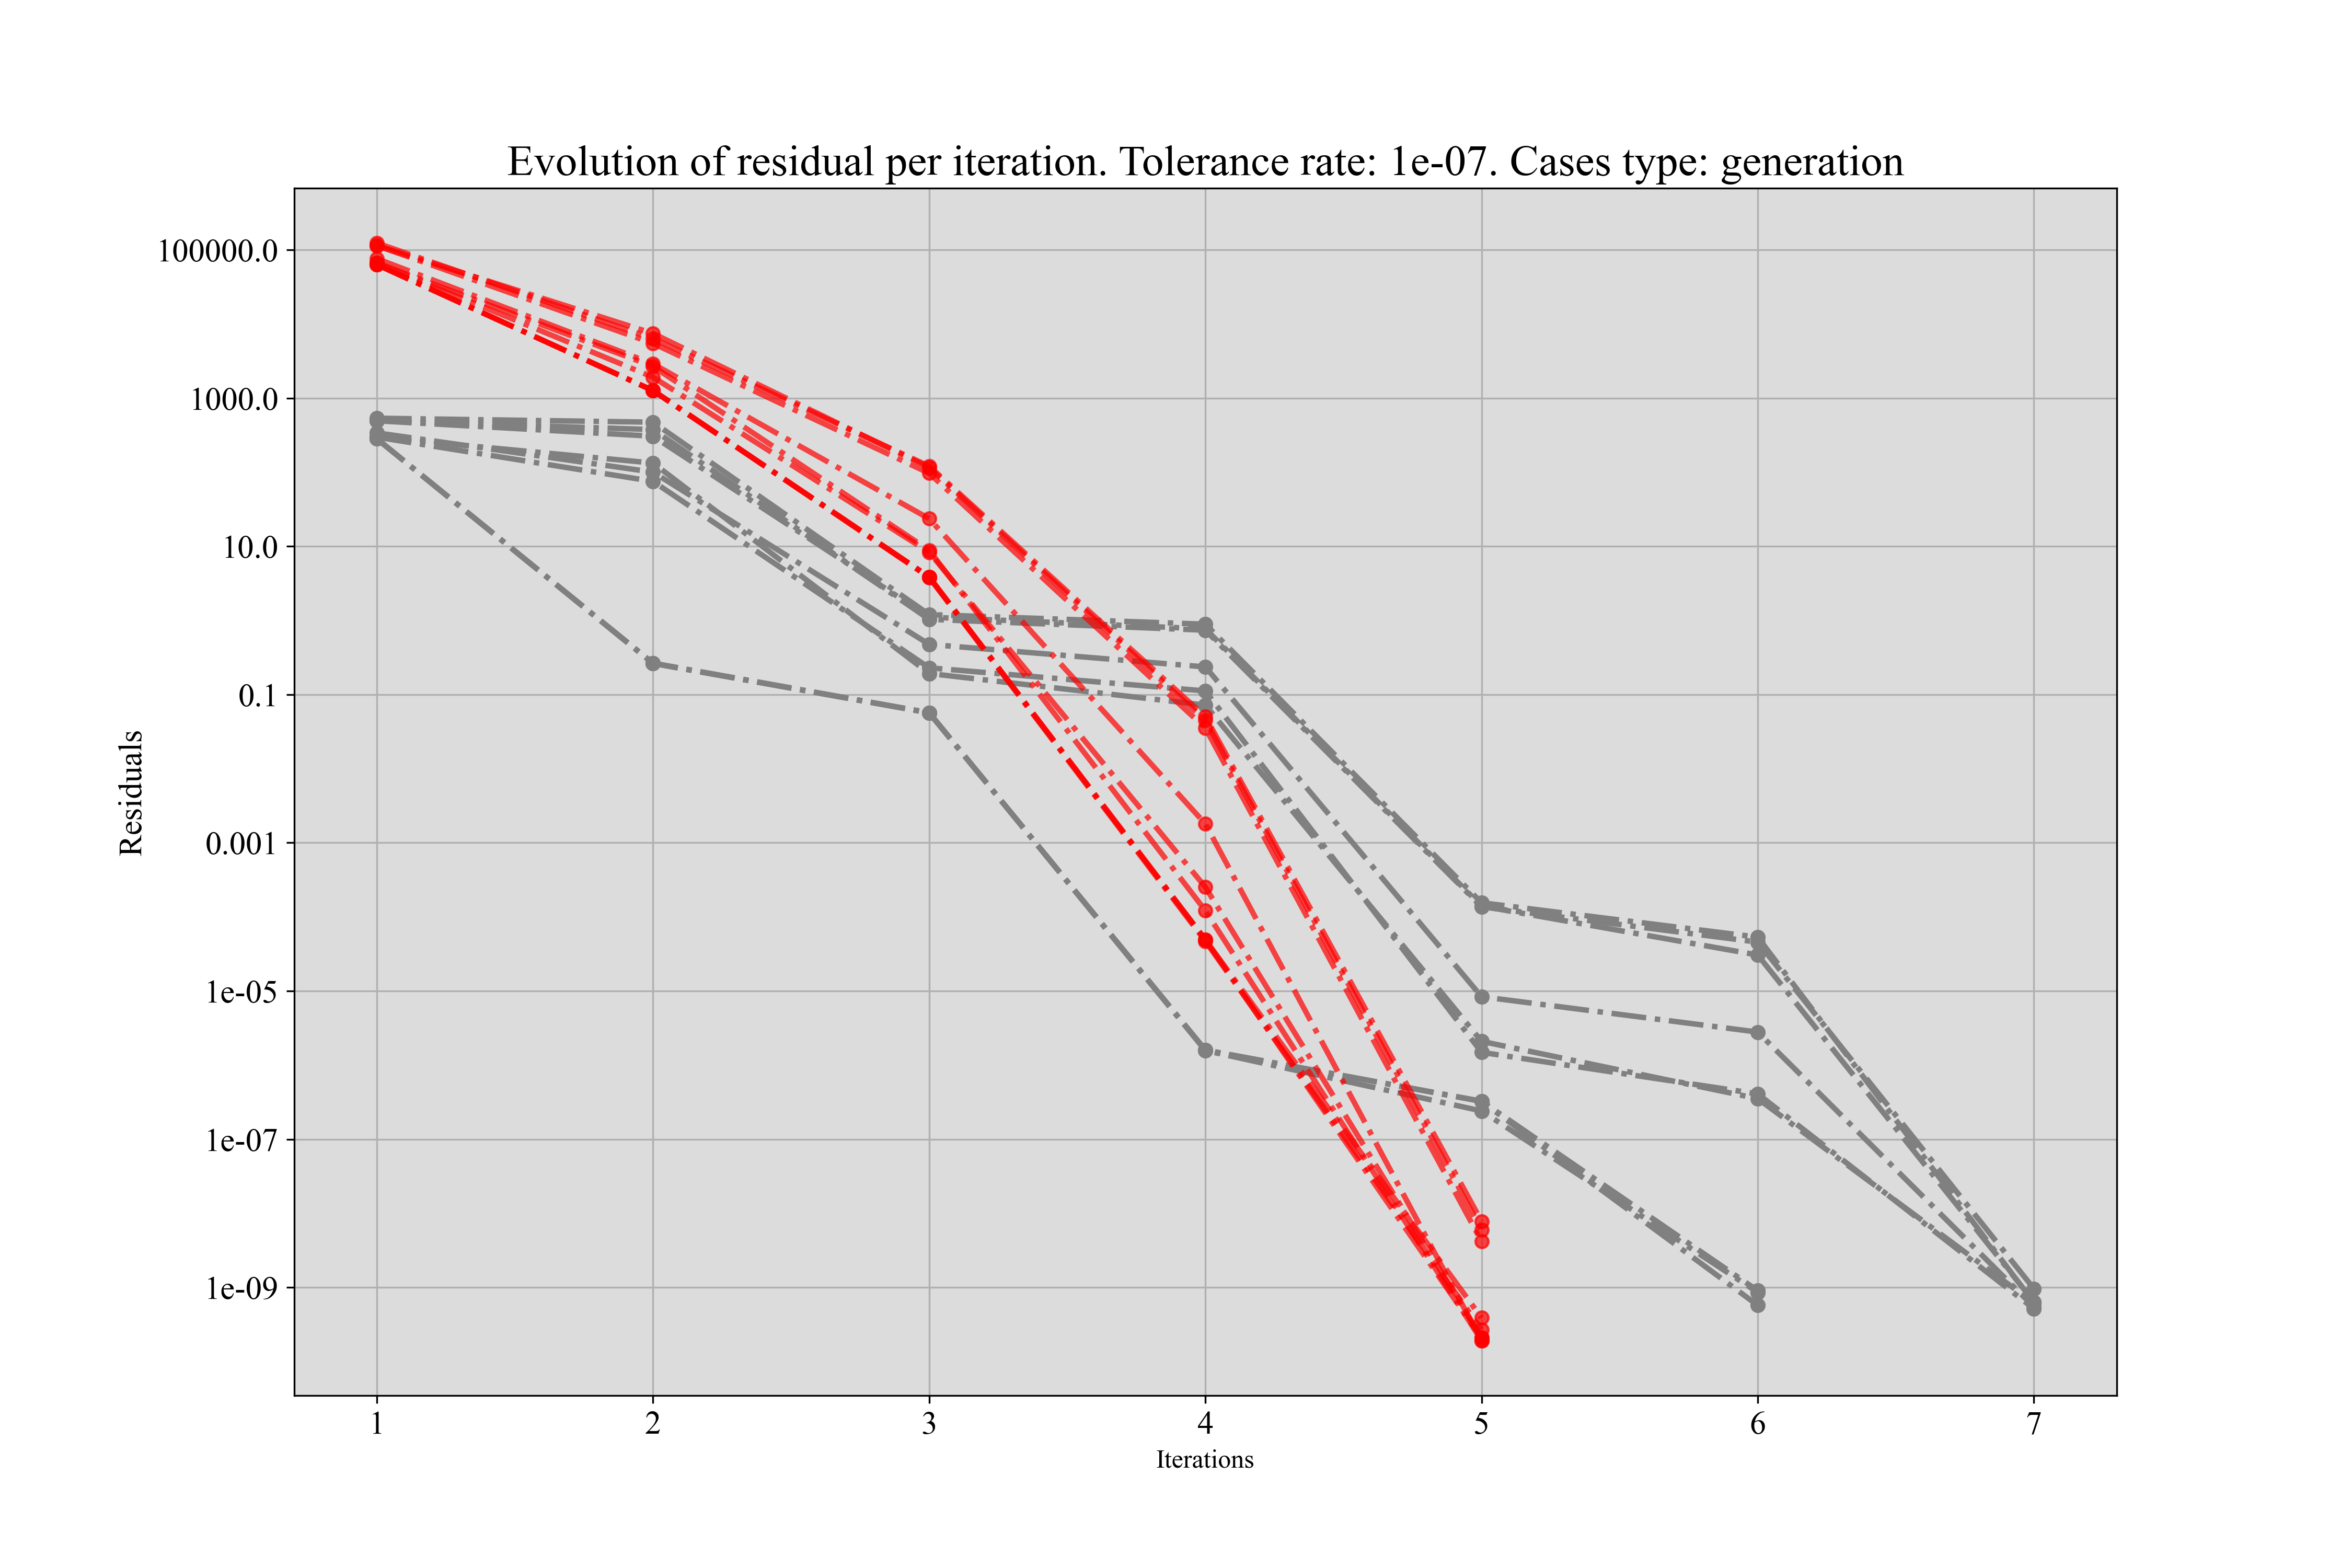 Evolution of residual per iteration. Tolerance rate: 1e-07. Cases type: generation
100000.0
1000.0
10.0
0.1
0.001
1e-05
1e-07
1e-09
Residuals
1 2 3 4 5 6 7
Iterations